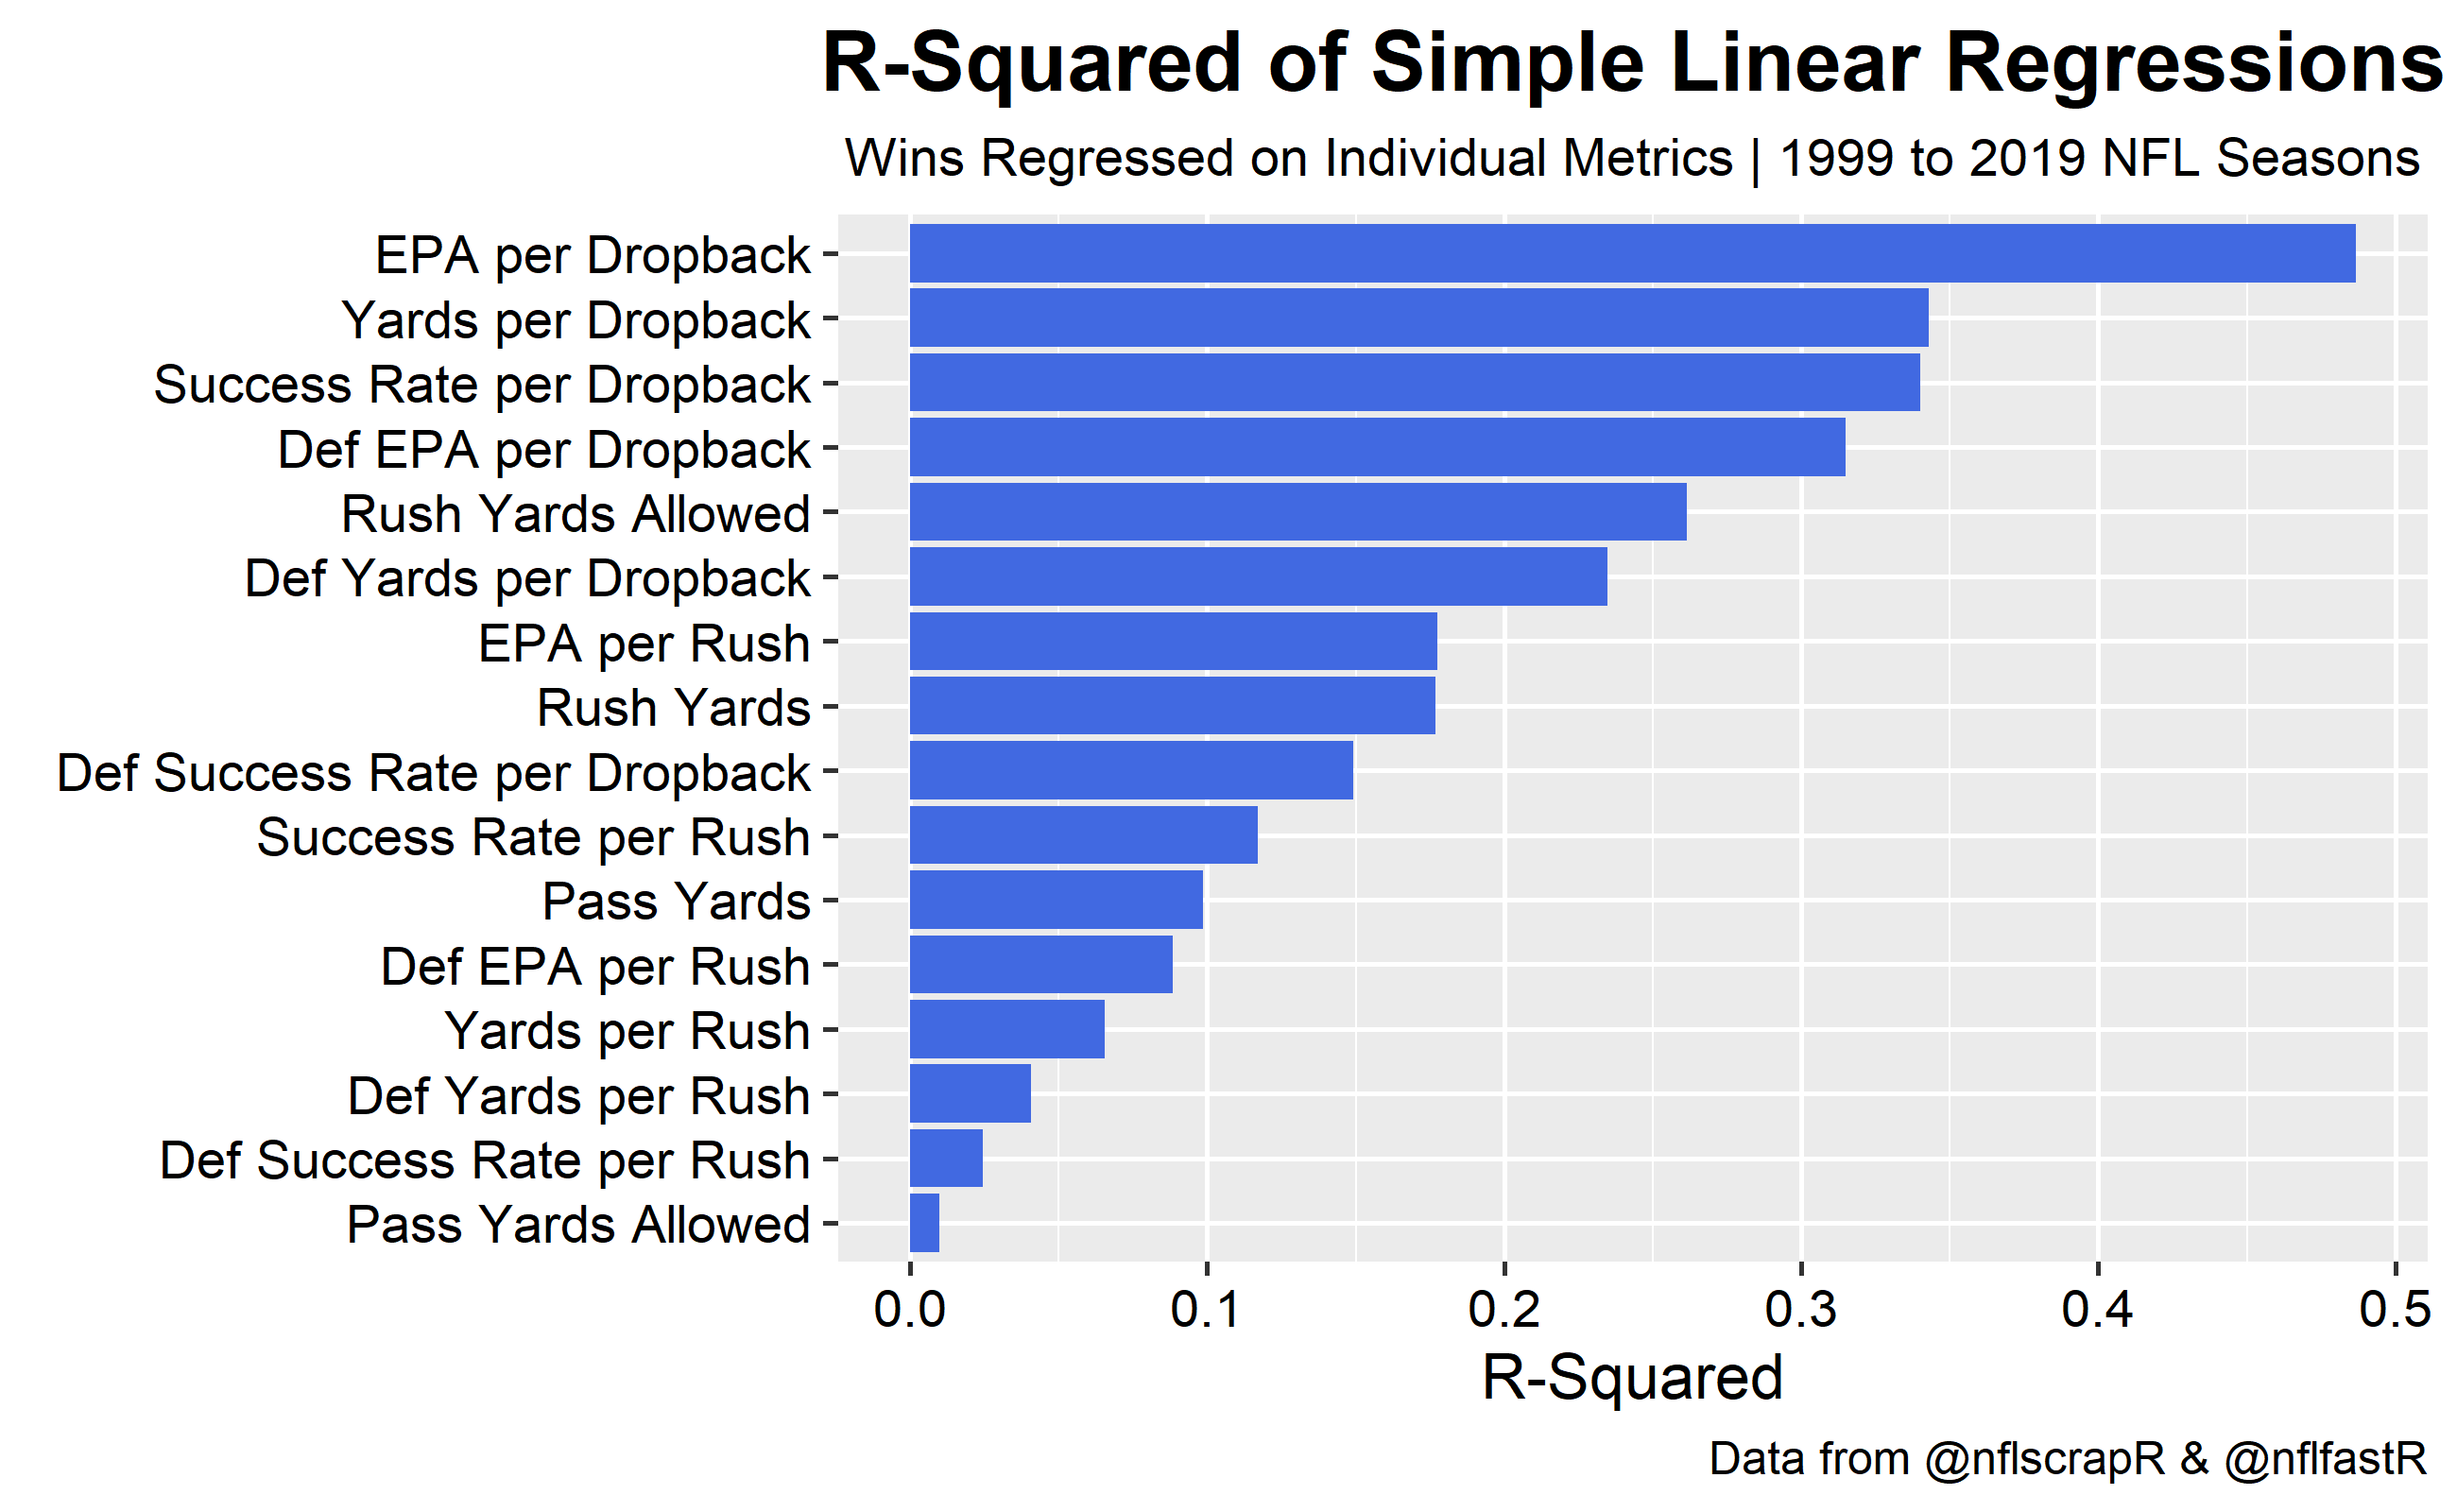 R-Squared of Simple Linear Regressions
Wins Regressed on Individual Metrics | 1999 to 2019 NFL Seasons
EPA per Dropback
Yards per Dropback
Success Rate per Dropback
Def EPA per Dropback
Rush Yards Allowed
Def Yards per Dropback
EPA per Rush
Rush Yards
Def Success Rate per Dropback
Success Rate per Rush
Pass Yards
Def EPA per Rush
Yards per Rush
Def Yards per Rush
Def Success Rate per Rush
Pass Yards Allowed
0.0 0.1 0.2 0.3 0.4 0.5
R-Squared
Data from @nflscrapR & @nflfastR